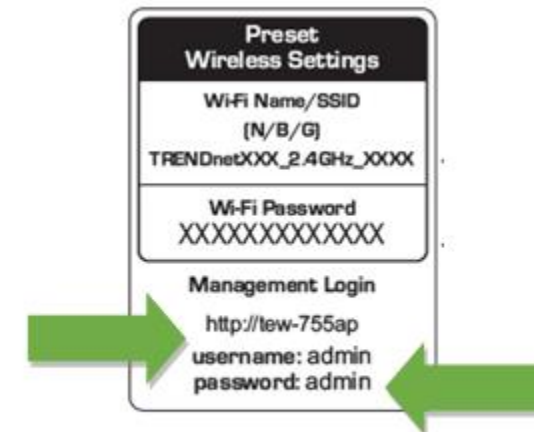 Preset
Wireless Settings
Wi-Fi Name/SSID
(N/B/G)
TRENDnetXXX_2.4GHz_XXXX
Wi-Fi Password
XXXXXXXXXXXXX
Management Login
http://tew-755ap
username: admin
password: admin